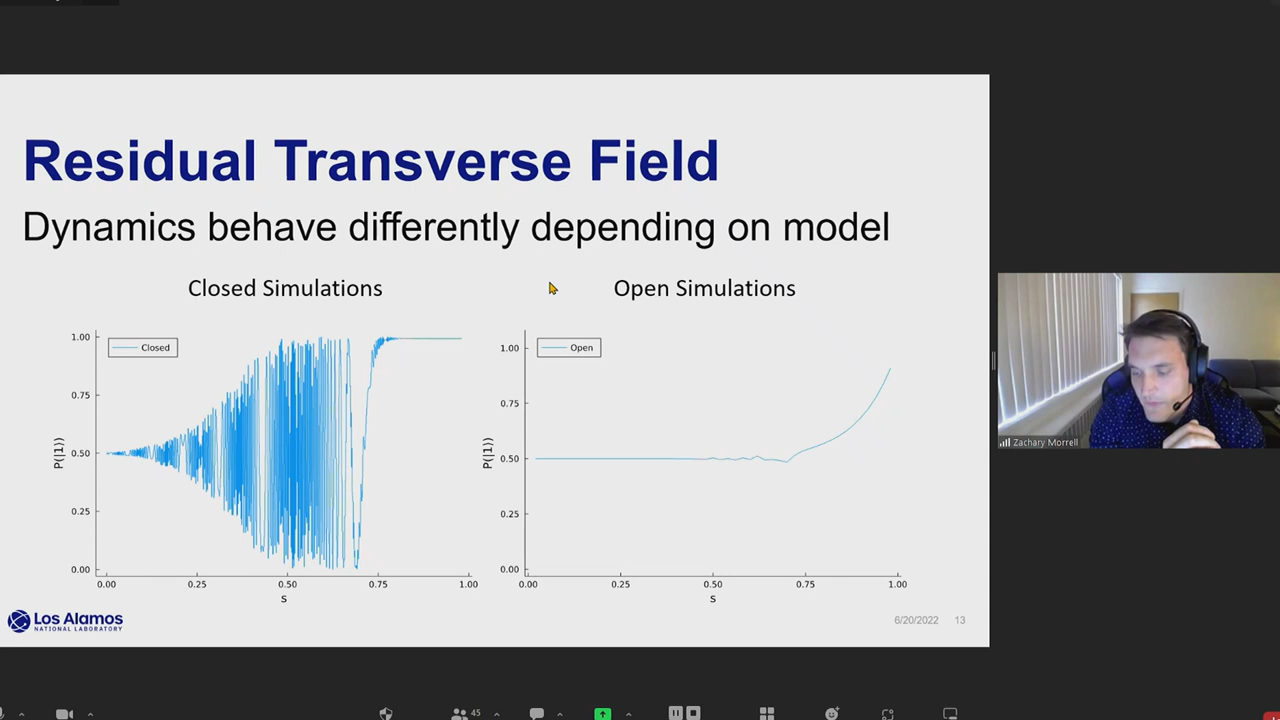 Residual Transverse Field
Dynamics behave differently depending on model
Closed Simulations
Closed
1.00
0.75
0.50
0.25
0.00
P(|1⟩)
0.00 0.25 0.50 0.75 1.00
s
Open Simulations
Open
1.00
0.75
0.50
0.25
0.00
P(|1⟩)
0.00 0.25 0.50 0.75 1.00
s
Los Alamos
NATIONAL LABORATORY
6/20/2022 13
Zachary Morrell
45